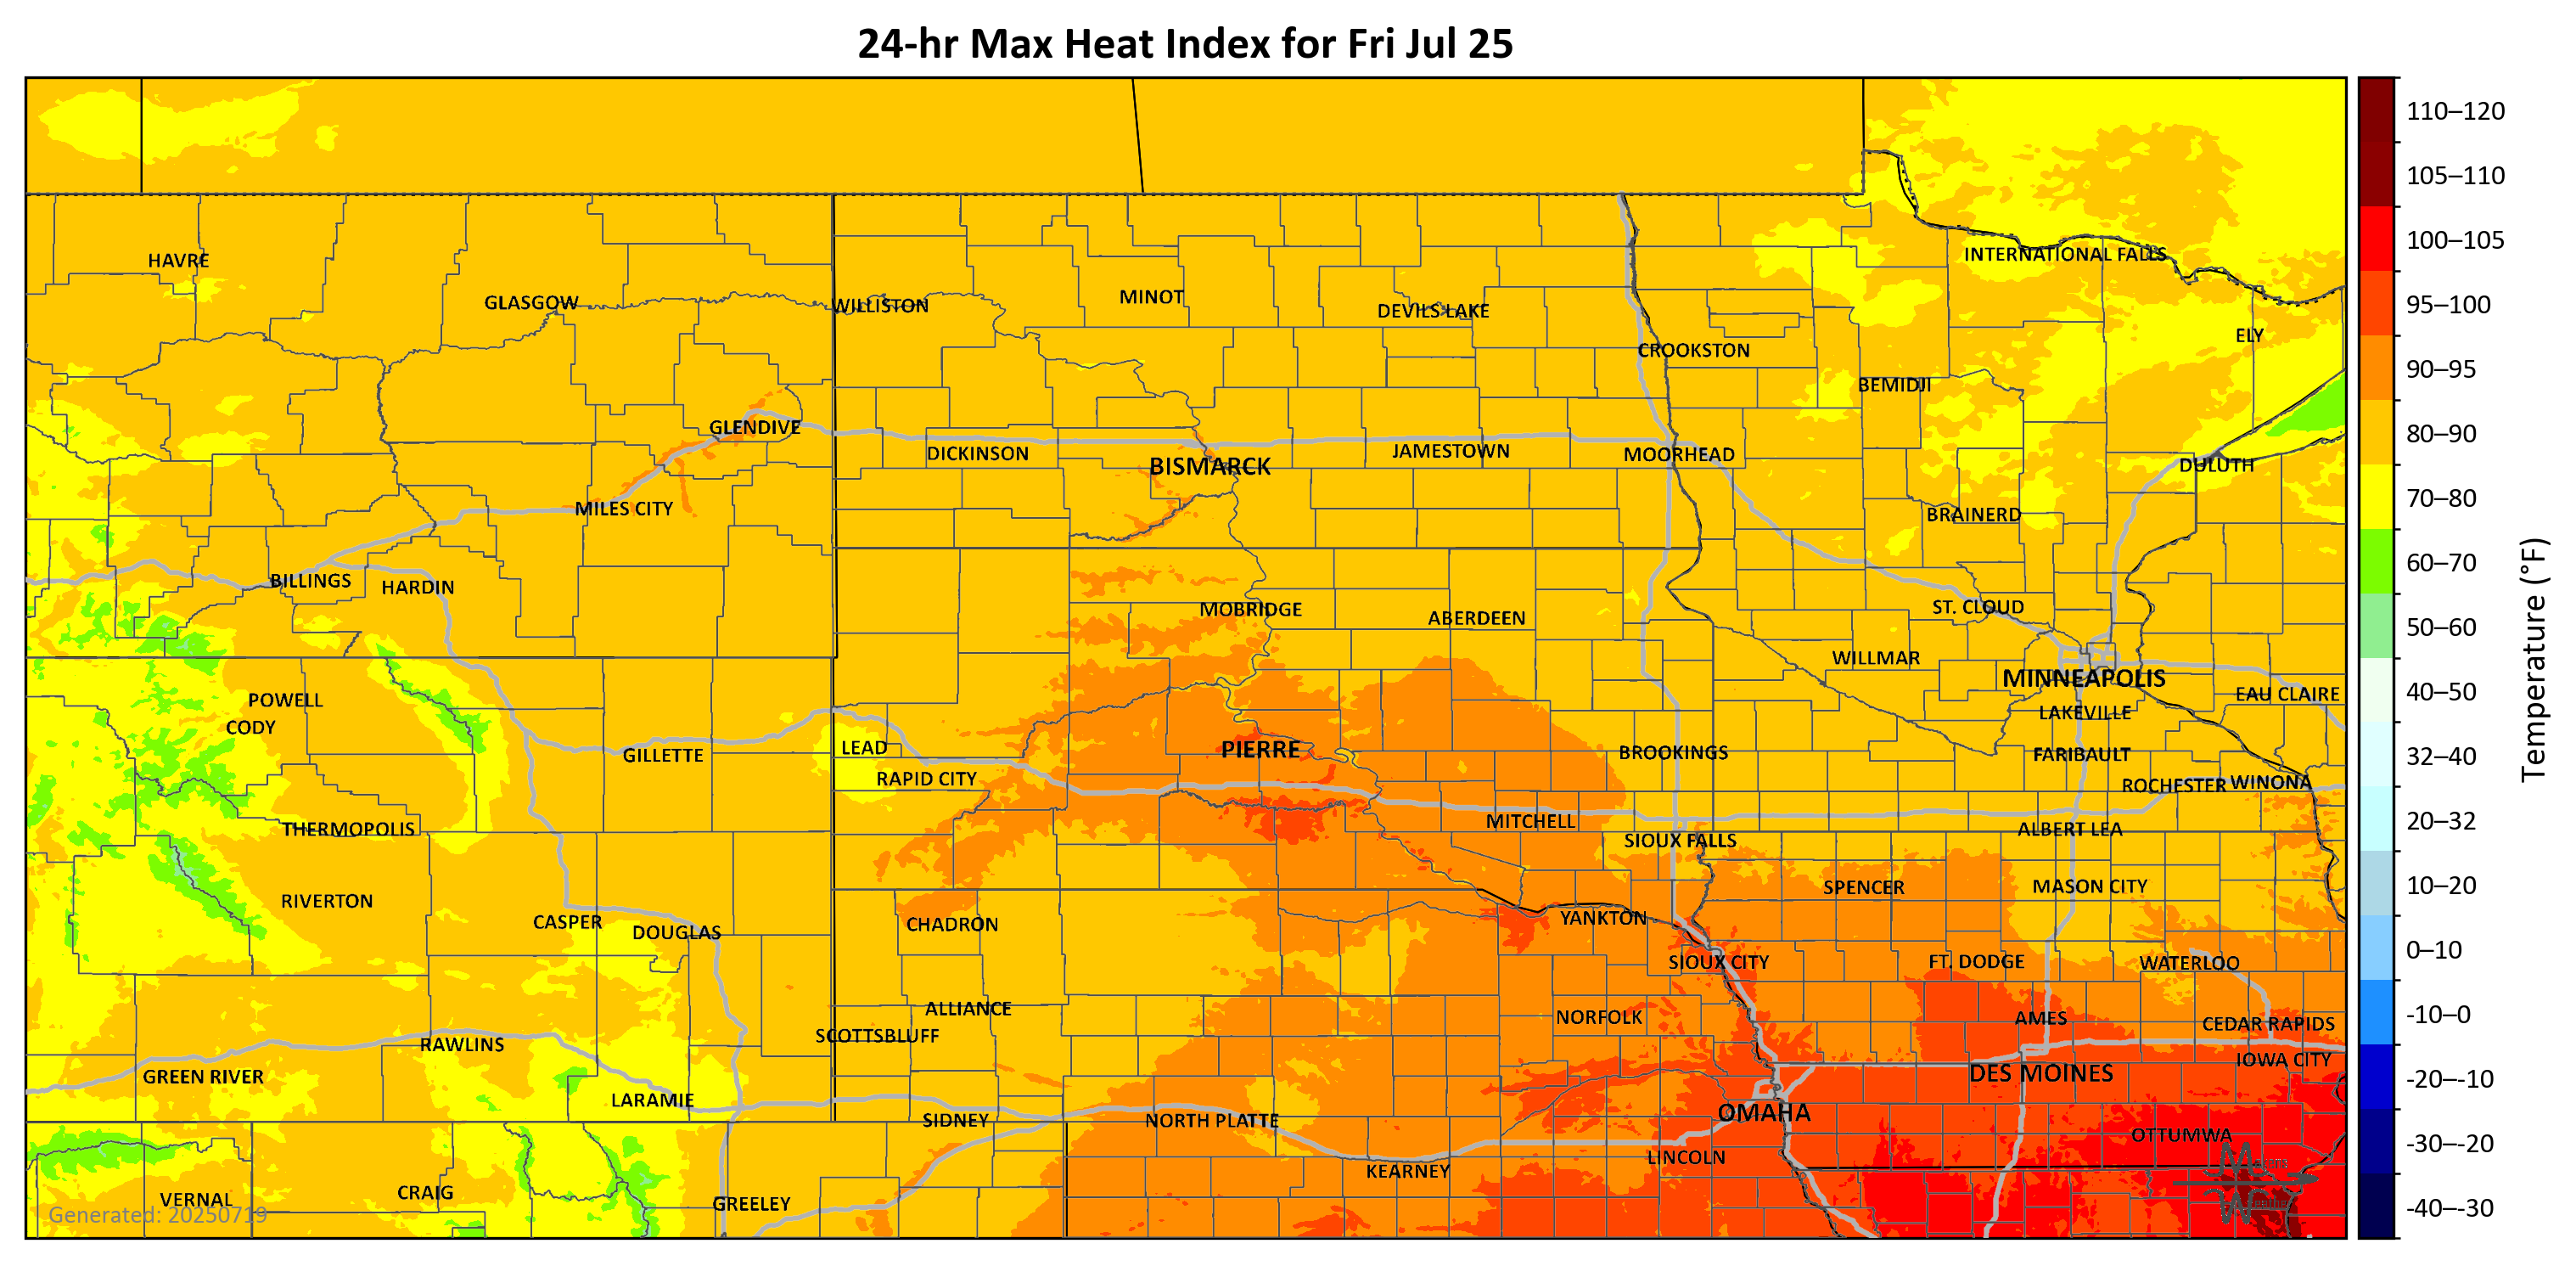 24-hr Max Heat Index for Fri Jul 25
110–120
105–110
100–105
95–100
90–95
80–90
70–80
60–70
50–60
40–50
32–40
20–32
10–20
0–10
-10–0
-20–-10
-30–-20
-40–-30
Temperature (°F)
HAVRE
GLASGOW
WILLISTON
MINOT
DEVILS LAKE
INTERNATIONAL FALLS
ELY
CROOKSTON
BEMIDJI
GLENDIVE
DICKINSON
BISMARCK
JAMESTOWN
MOORHEAD
DULUTH
MILES CITY
BRAINERD
BILLINGS
HARDIN
MOBRIDGE
ABERDEEN
ST. CLOUD
WILLMAR
MINNEAPOLIS
EAU CLAIRE
POWELL
CODY
LAKEVILLE
GILLETTE
LEAD
PIERRE
BROOKINGS
FARIBAULT
RAPID CITY
ROCHESTER
WINONA
THERMOPOLIS
MITCHELL
SIOUX FALLS
ALBERT LEA
RIVERTON
SPENCER
MASON CITY
CASPER
DOUGLAS
CHADRON
YANKTON
SIOUX CITY
FT. DODGE
WATERLOO
ALLIANCE
NORFOLK
AMES
CEDAR RAPIDS
SCOTTSBLUFF
RAWLINS
IOWA CITY
GREEN RIVER
DES MOINES
LARAMIE
SIDNEY
NORTH PLATTE
OMAHA
OTTUMWA
KEARNEY
LINCOLN
VERNAL
CRAIG
GREELEY
Generated: 20250719